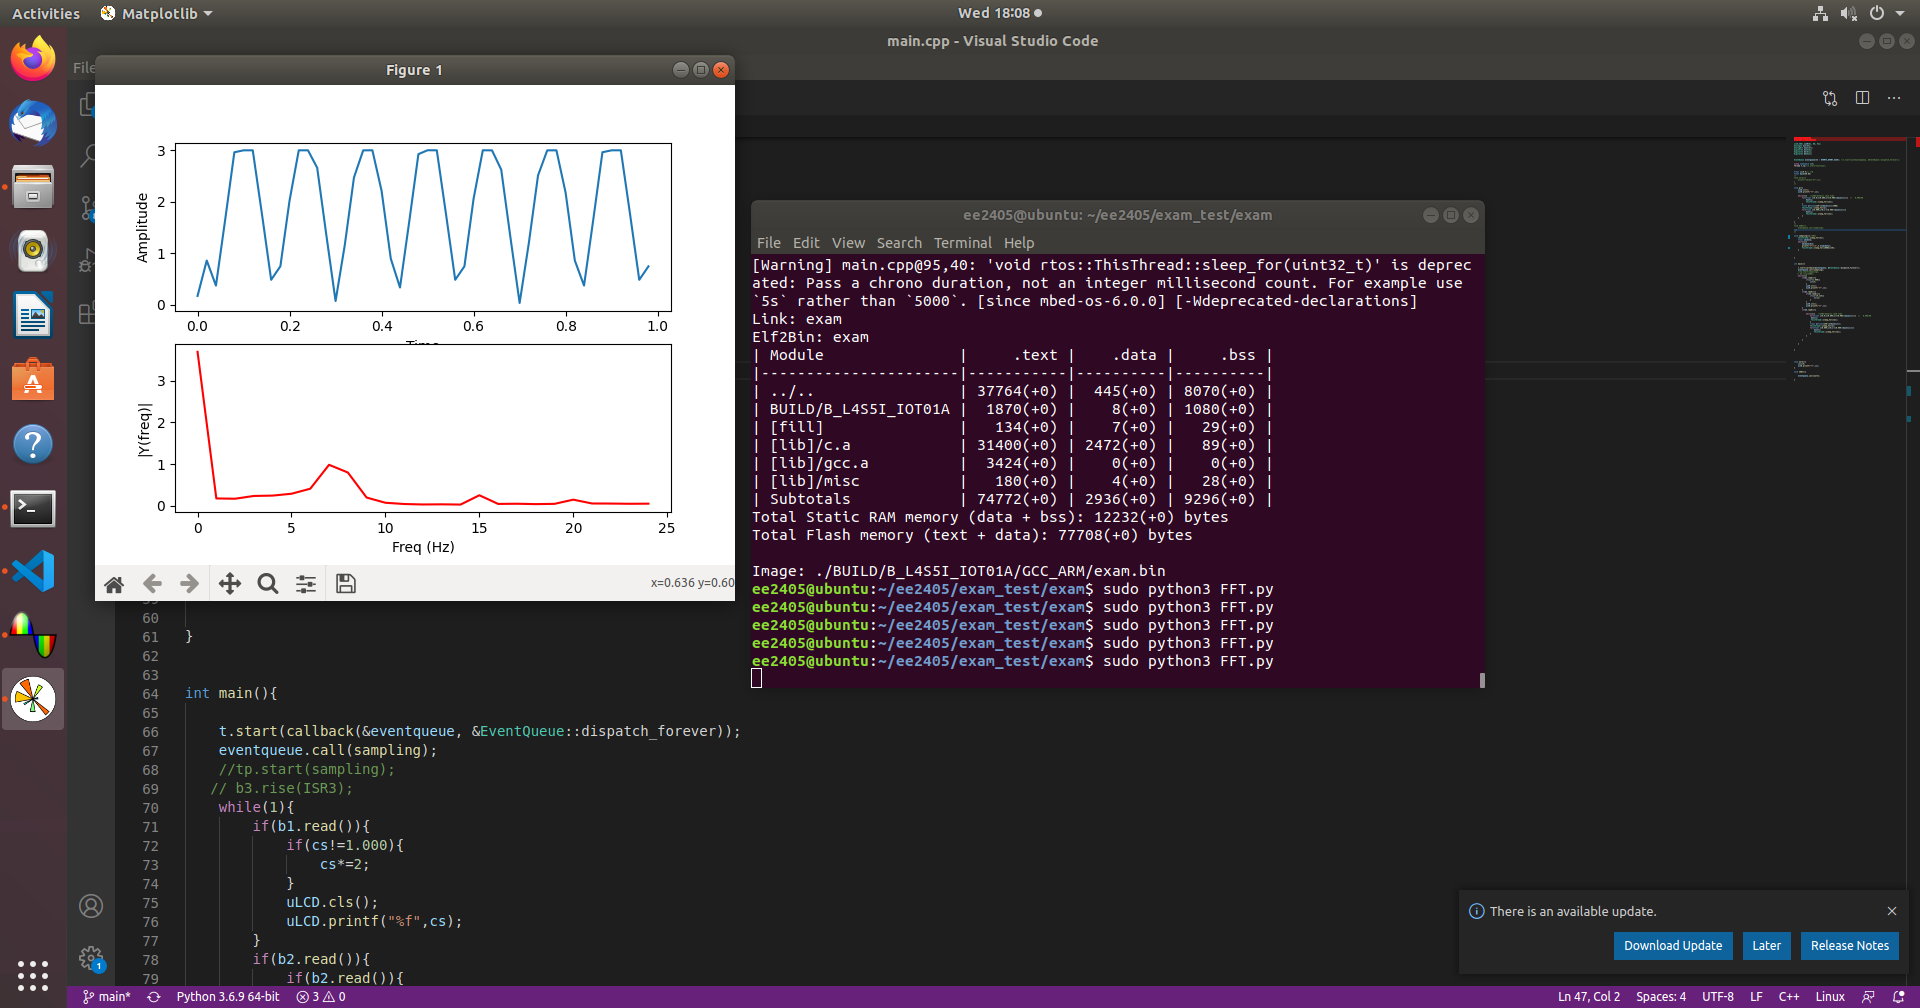 Activities
Matplotlib
Wed 18:08
main.cpp - Visual Studio Code
File
Figure 1
Amplitude
3
2
1
0
0.0 0.2 0.4 0.6 0.8 1.0
|Y(freq)|
3
2
1
0
0 5 10 15 20 25
Freq (Hz)
x=0.636 y=0.60
ee2405@ubuntu: ~/ee2405/exam_test/exam
File Edit View Search Terminal Help
[Warning] main.cpp@95,40: 'void rtos::ThisThread::sleep_for(uint32_t)' is deprec
ated: Pass a chrono duration, not an integer millisecond count. For example use
`5s` rather than `5000`. [since mbed-os-6.0.0] [-Wdeprecated-declarations]
Link: exam
Elf2Bin: exam
| Module               |     .text |    .data |     .bss |
|----------------------|-----------|----------|----------|
| ../..                | 37764(+0) |  445(+0) | 8070(+0) |
| BUILD/B_L4S5I_IOT01A |  1870(+0) |    8(+0) | 1080(+0) |
| [fill]               |   134(+0) |    7(+0) |   29(+0) |
| [lib]/c.a            | 31400(+0) | 2472(+0) |   89(+0) |
| [lib]/gcc.a          |  3424(+0) |    0(+0) |    0(+0) |
| [lib]/misc           |   180(+0) |    4(+0) |   28(+0) |
| Subtotals            | 74772(+0) | 2936(+0) | 9296(+0) |
Total Static RAM memory (data + bss): 12232(+0) bytes
Total Flash memory (text + data): 77708(+0) bytes
Image: ./BUILD/B_L4S5I_IOT01A/GCC_ARM/exam.bin
ee2405@ubuntu:~/ee2405/exam_test/exam$ sudo python3 FFT.py
ee2405@ubuntu:~/ee2405/exam_test/exam$ sudo python3 FFT.py
ee2405@ubuntu:~/ee2405/exam_test/exam$ sudo python3 FFT.py
ee2405@ubuntu:~/ee2405/exam_test/exam$ sudo python3 FFT.py
ee2405@ubuntu:~/ee2405/exam_test/exam$ sudo python3 FFT.py
60
61 }
62
63
64 int main(){
65
66 t.start(callback(&eventqueue, &EventQueue::dispatch_forever));
67 eventqueue.call(sampling);
68 //tp.start(sampling);
69 // b3.rise(ISR3);
70 while(1){
71 if(b1.read()){
72 if(cs!=1.000){
73 cs*=2;
74 }
75 uLCD.cls();
76 uLCD.printf("%f",cs);
77 }
78 if(b2.read()){
79 if(b2.read()){
1
There is an available update.
Download Update Later Release Notes
main* Python 3.6.9 64-bit 3 0 Ln 47, Col 2 Spaces: 4 UTF-8 LF C++ Linux